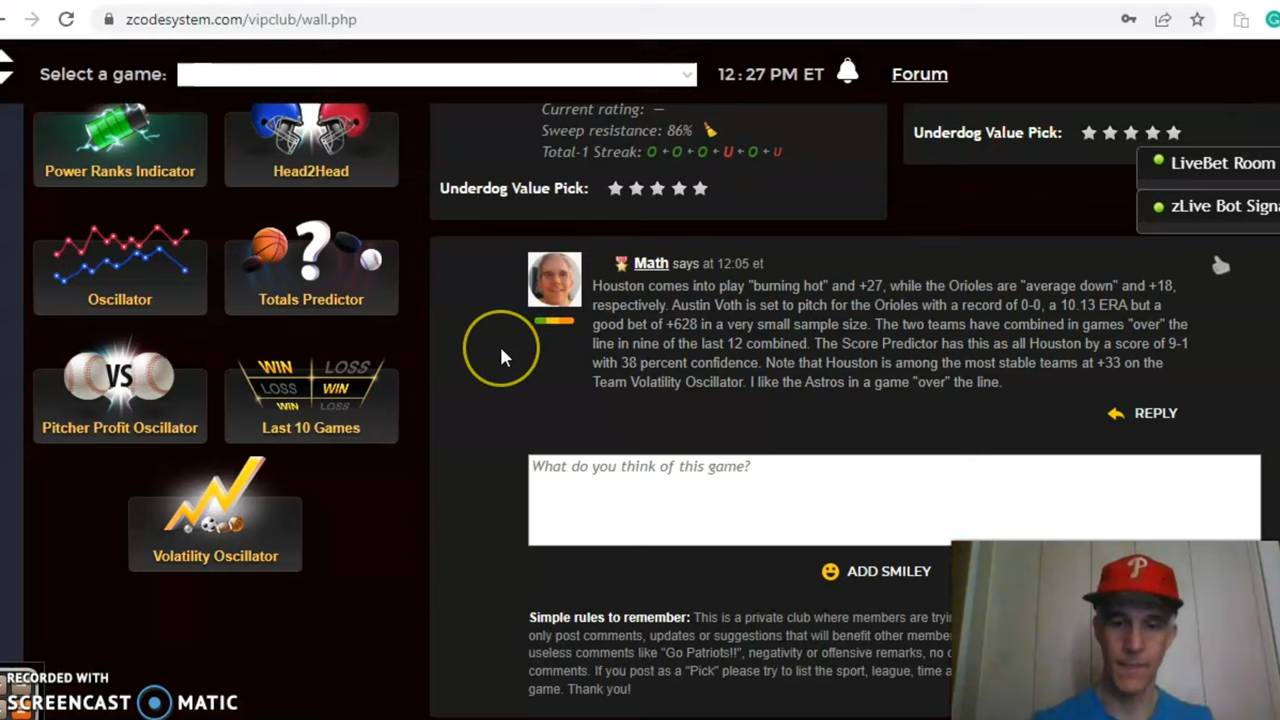 zcodesystem.com/vipclub/wall.php
Select a game:
12:27 PM ET
Forum
Power Ranks Indicator
Head2Head
Oscillator
Totals Predictor
VS
Pitcher Profit Oscillator
WIN LOSS
LOSS WIN
WIN LOSS
Last 10 Games
Volatility Oscillator
Current rating: —
Sweep resistance: 86%
Total-1 Streak: O ← O ← O ← U ← O ← U
Underdog Value Pick:
Underdog Value Pick:
LiveBet Room
zLive Bot Signa
Math says at 12:05 et
Houston comes into play "burning hot" and +27, while the Orioles are "average down" and +18,
respectively. Austin Voth is set to pitch for the Orioles with a record of 0-0, a 10.13 ERA but a
good bet of +628 in a very small sample size. The two teams have combined in games "over" the
line in nine of the last 12 combined. The Score Predictor has this as all Houston by a score of 9-1
with 38 percent confidence. Note that Houston is among the most stable teams at +33 on the
Team Volatility Oscillator. I like the Astros in a game "over" the line.
REPLY
What do you think of this game?
ADD SMILEY
Simple rules to remember: This is a private club where members are tryin
only post comments, updates or suggestions that will benefit other membe
useless comments like "Go Patriots!!", negativity or offensive remarks, no c
comments. If you post as a "Pick" please try to list the sport, league, time a
game. Thank you!
RECORDED WITH
SCREENCAST MATIC
P